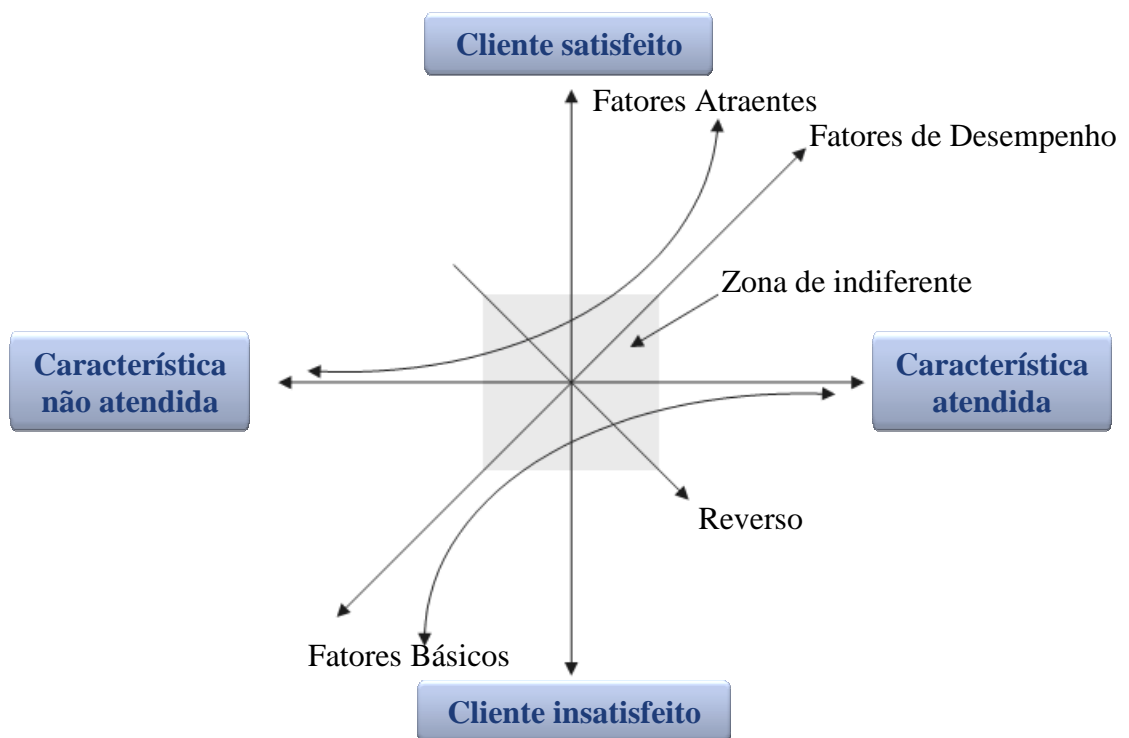 Cliente satisfeito
Fatores Atraentes
Fatores de Desempenho
Zona de indiferente
Característica
não atendida
Característica
atendida
Reverso
Fatores Básicos
Cliente insatisfeito